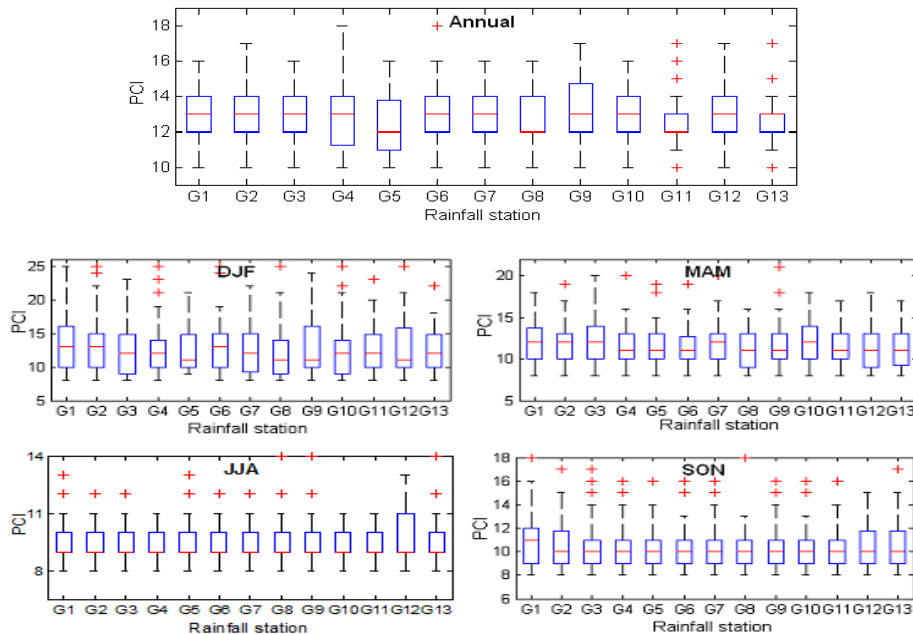 Annual
18
16
14
12
10
PCI
G1 G2 G3 G4 G5 G6 G7 G8 G9 G10 G11 G12 G13
Rainfall station
DJF
25
20
15
10
5
PCI
G1 G2 G3 G4 G5 G6 G7 G8 G9 G10 G11 G12 G13
Rainfall station
MAM
20
15
10
5
PCI
G1 G2 G3 G4 G5 G6 G7 G8 G9 G10 G11 G12 G13
Rainfall station
JJA
14
11
8
PCI
G1 G2 G3 G4 G5 G6 G7 G8 G9 G10 G11 G12 G13
Rainfall station
SON
18
16
14
12
10
8
6
PCI
G1 G2 G3 G4 G5 G6 G7 G8 G9 G10 G11 G12 G13
Rainfall station